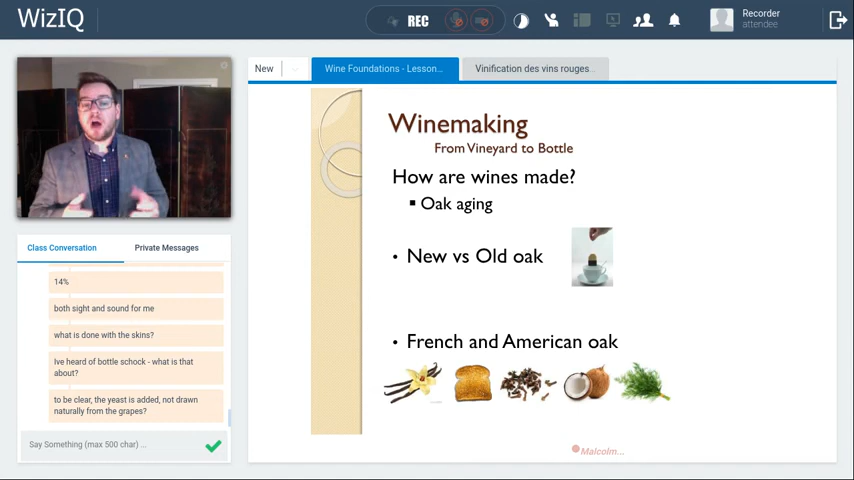 WizIQ
REC
Recorder
attendee
New
Wine Foundations - Lesson...
Vinification des vins rouges...
Class Conversation
Private Messages
14%
both sight and sound for me
what is done with the skins?
Ive heard of bottle schock - what is that
about?
to be clear, the yeast is added, not drawn
naturally from the grapes?
Say Something (max 500 char) ...
Winemaking
From Vineyard to Bottle
How are wines made?
Oak aging
New vs Old oak
French and American oak
Malcolm...